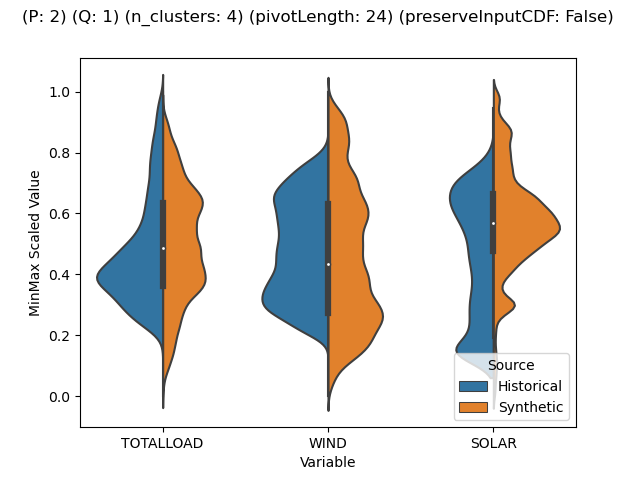 (P: 2) (Q: 1) (n_clusters: 4) (pivotLength: 24) (preserveInputCDF: False)
1.0
0.8
0.6
0.4
0.2
0.0
MinMax Scaled Value
Source
Historical
Synthetic
TOTALLOAD WIND SOLAR
Variable